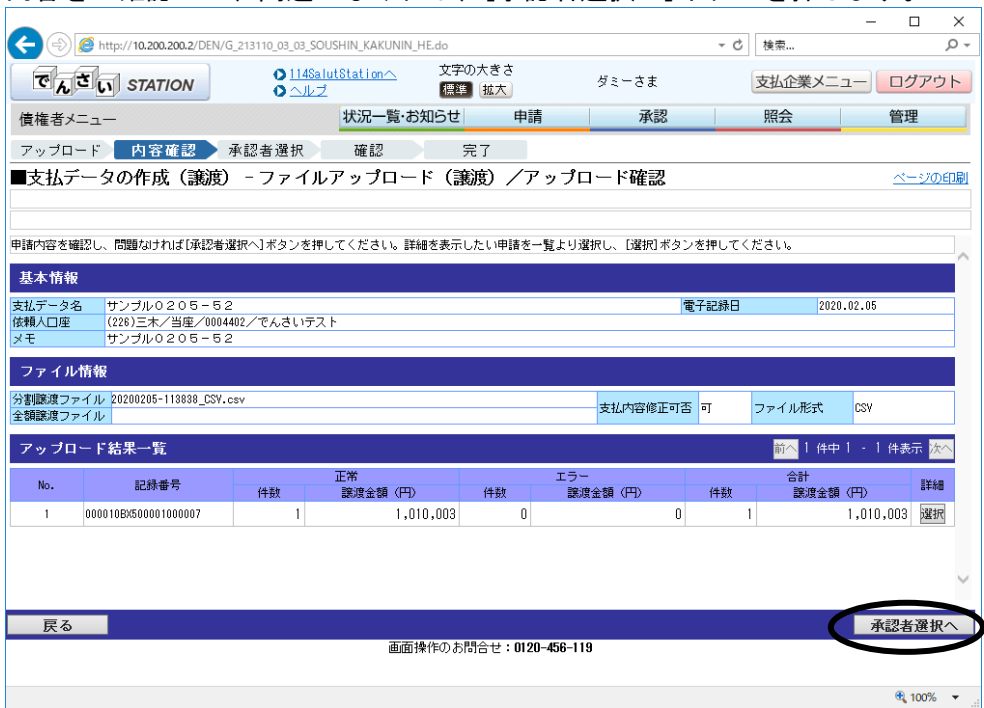 http://10.200.200.2/DEN/G_213110_03_03_SOUSHIN_KAKUNIN_HE.do
検索...
でんさい STATION
114SalutStationへ
ヘルプ
文字の大きさ
標準 拡大
ダミーさま
支払企業メニュー
ログアウト
債権者メニュー
状況一覧・お知らせ 申請 承認 照会 管理
アップロード 内容確認 承認者選択 確認 完了
■支払データの作成（譲渡）－ファイルアップロード（譲渡）／アップロード確認
ページの印刷
申請内容を確認し、問題なければ[承認者選択へ]ボタンを押してください。詳細を表示したい申請を一覧より選択し、[選択]ボタンを押してください。
基本情報
支払データ名 サンプル０２０５－５２ 電子記録日 2020.02.05
依頼人口座 (226)三木／当座／0004402／でんさいテスト
メモ サンプル０２０５－５２
ファイル情報
分割譲渡ファイル 20200205-113838_CSV.csv 支払内容修正可否 可 ファイル形式 CSV
全額譲渡ファイル
アップロード結果一覧
前へ 1 件中 1 - 1 件表示 次へ
No. 記録番号 正常 エラー 合計 詳細
件数 譲渡金額（円） 件数 譲渡金額（円） 件数 譲渡金額（円）
1 000010BX500001000007 1 1,010,003 0 0 1 1,010,003 選択
戻る
承認者選択へ
画面操作のお問合せ：0120-456-119
100%